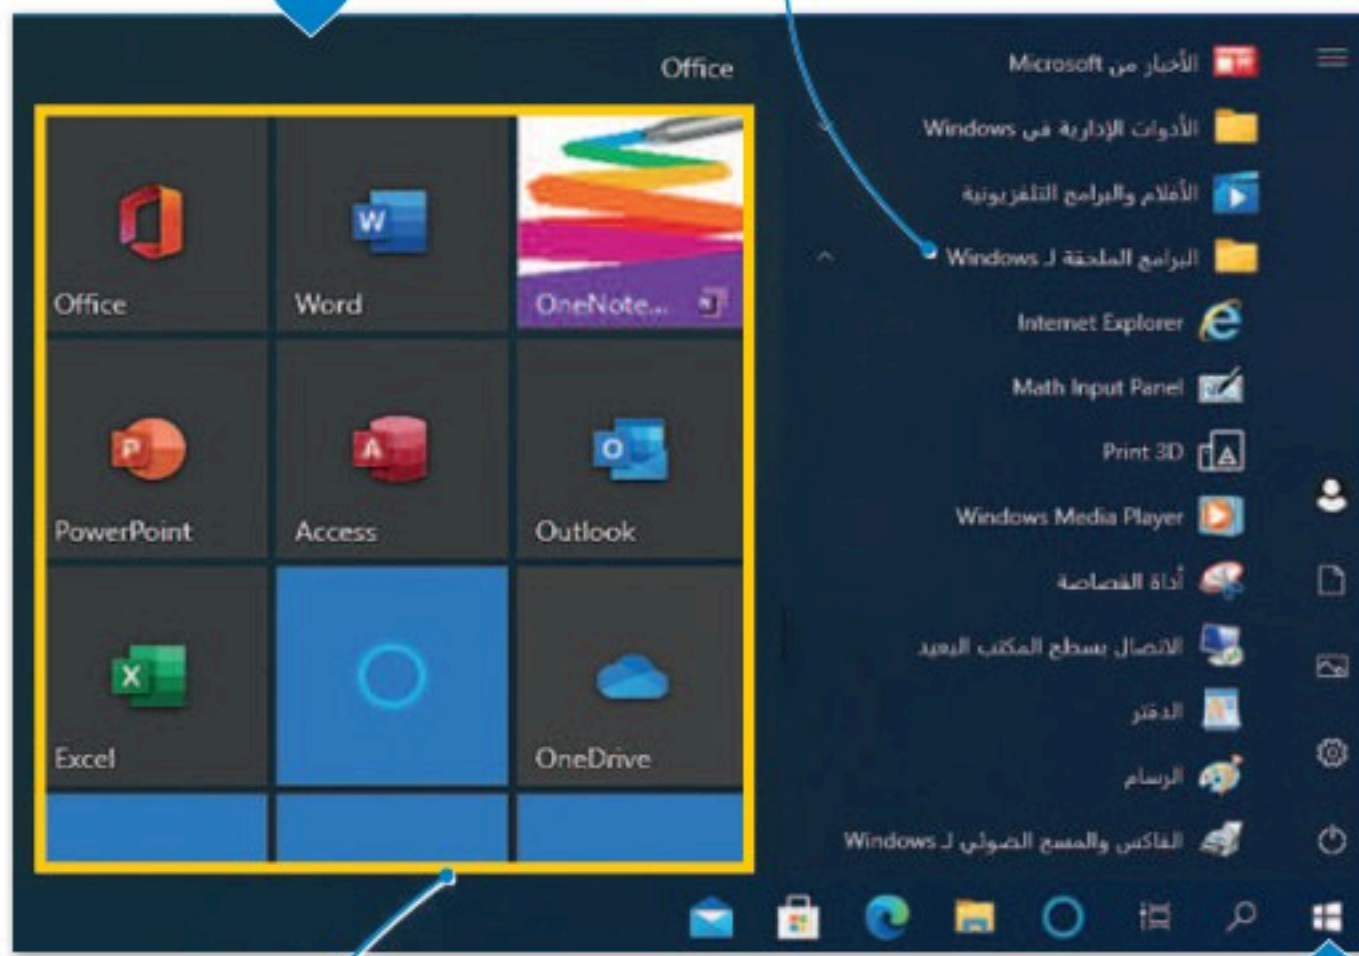 الأخبار من Microsoft
الأدوات الإدارية في Windows
الأفلام والبرامج التلفزيونية
البرامج الملحقة لـ Windows
Internet Explorer
Math Input Panel
Print 3D
Windows Media Player
أداة القصاصة
الاتصال بسطح المكتب البعيد
الدفتر
الرسام
الفاكس والمسح الضوئي لـ Windows
Office
Office
Word
OneNote...
PowerPoint
Access
Outlook
Excel
OneDrive